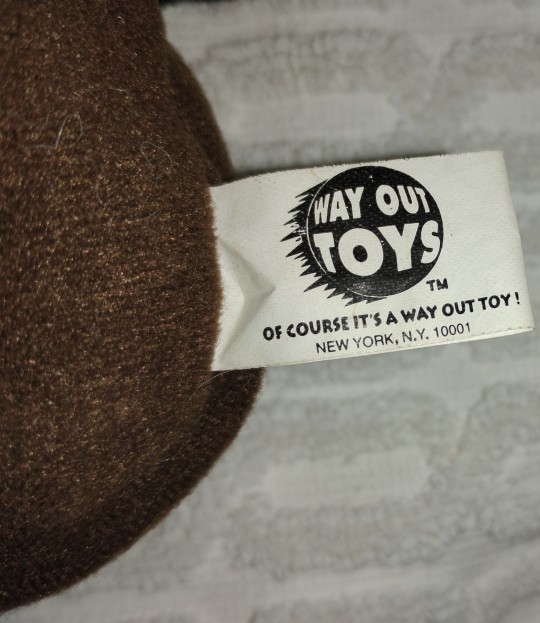 WAY OUT
TOYS
TM
OF COURSE IT'S A WAY OUT TOY!
NEW YORK, N.Y. 10001